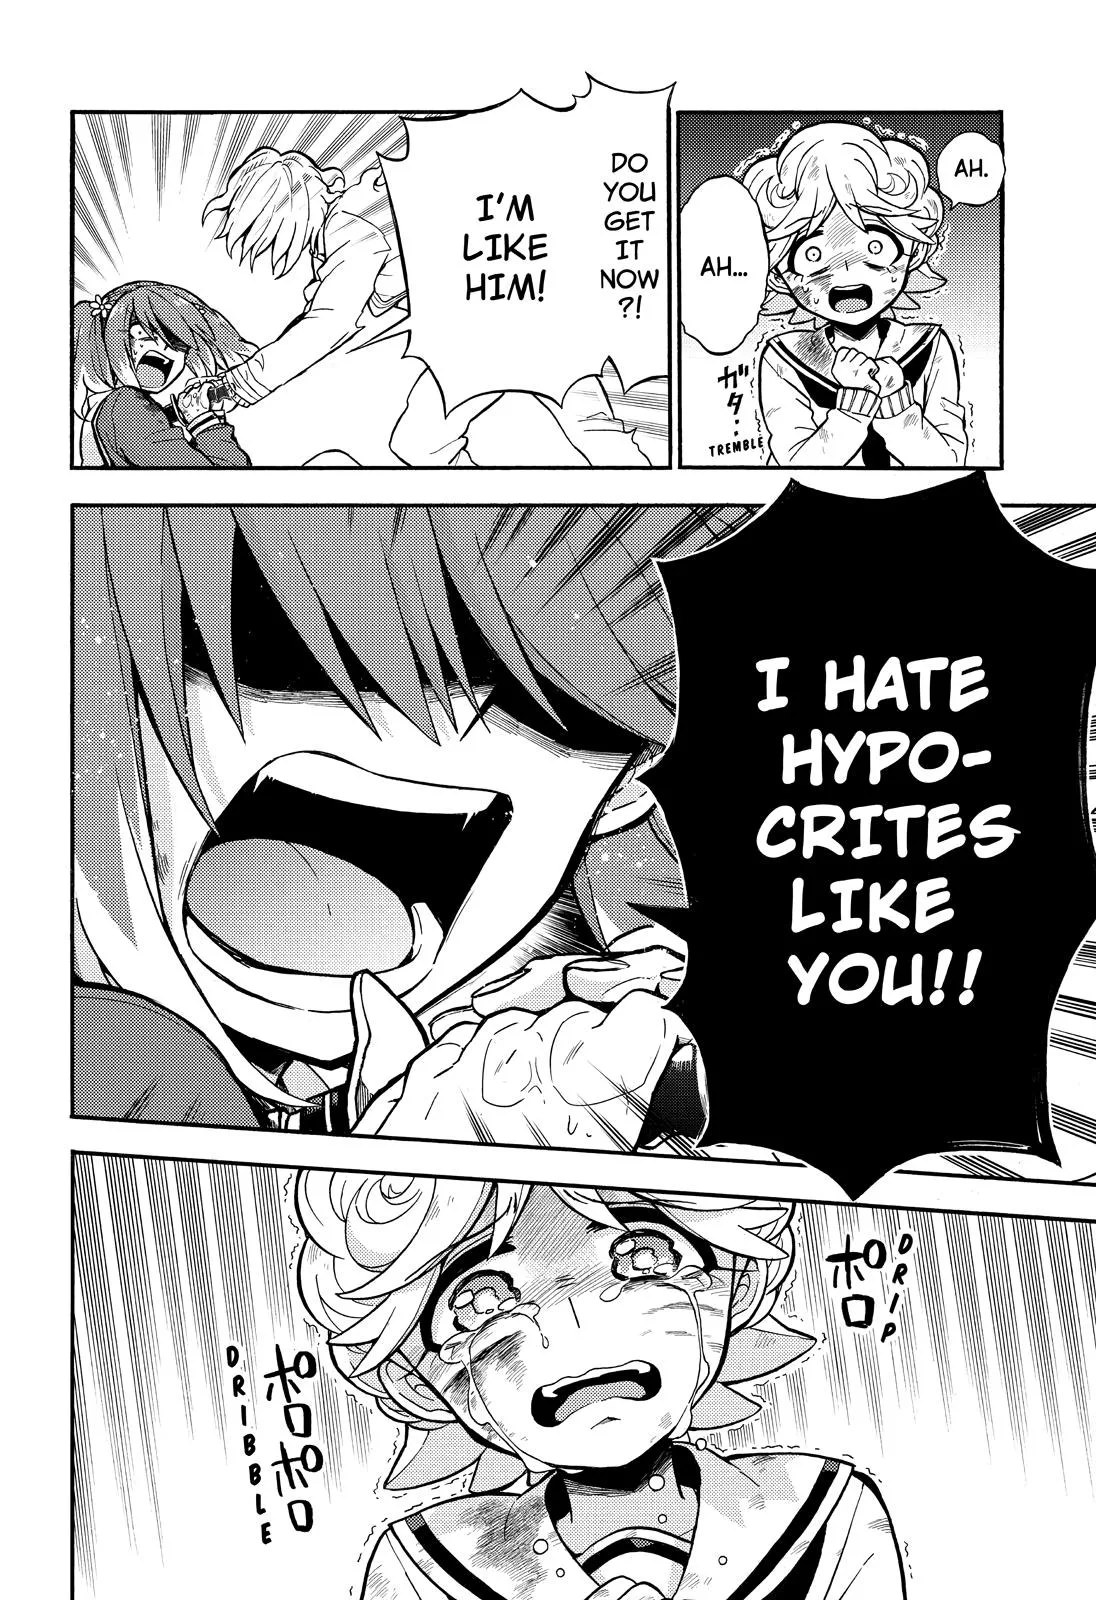 AH.
AH...
ガタ・
TREMBLE
DO
YOU
GET
IT
NOW
?!
I'M
LIKE
HIM!
I HATE
HYPO-
CRITES
LIKE
YOU!!
ポロ
DRIP
ポロポロ
DRIBBLE